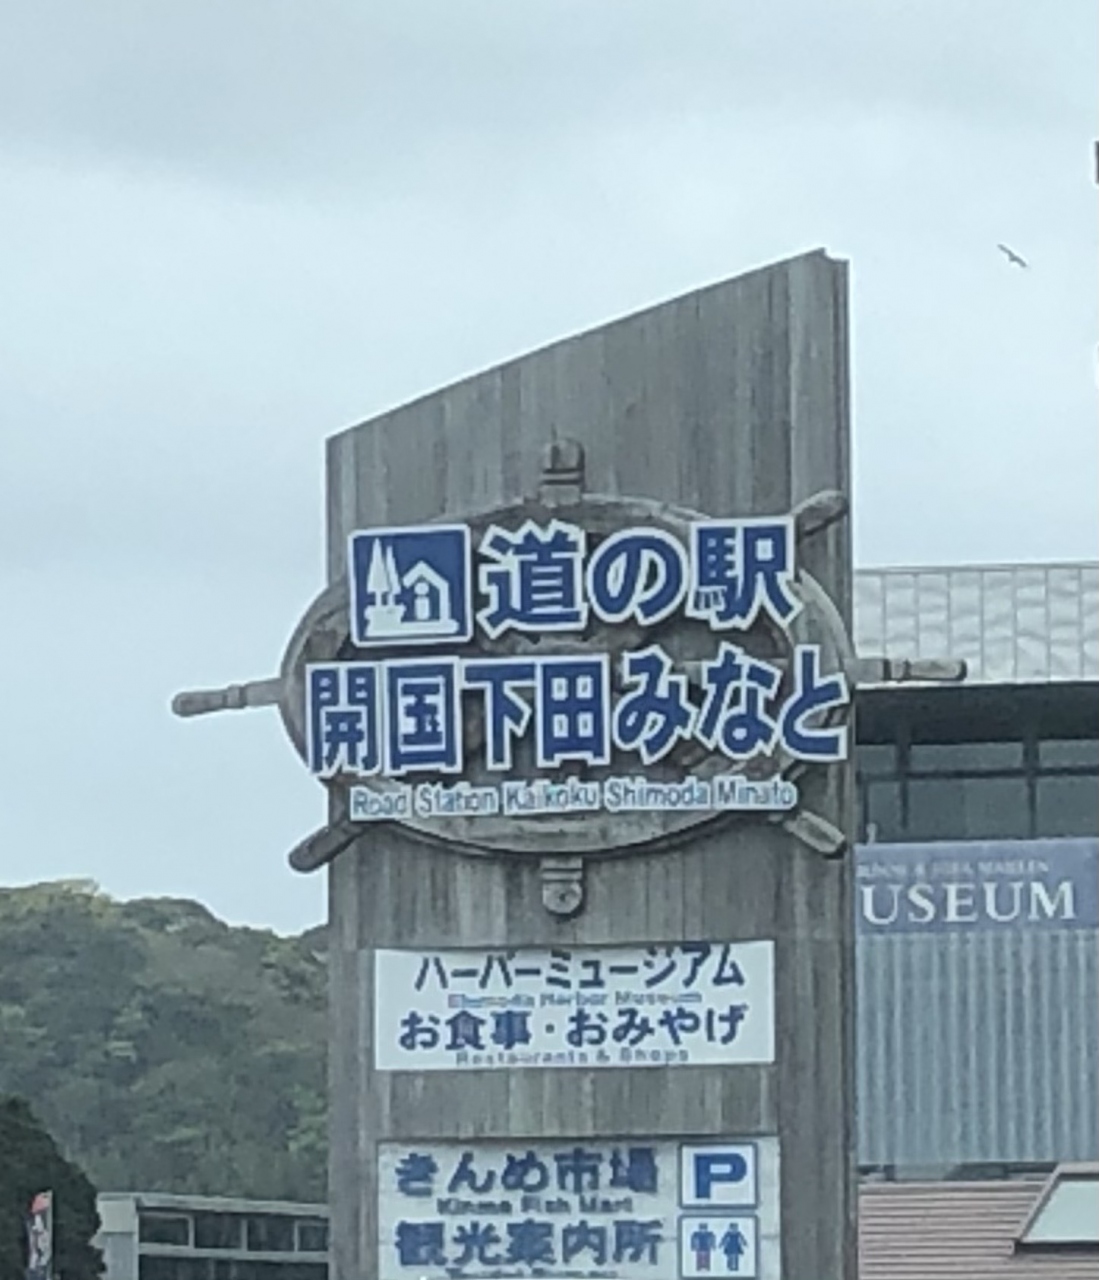 道の駅
開国下田みなと
Road Station Kaikoku Shimoda Minato
ハーバーミュージアム
Shimoda Harbor Museum
お食事・おみやげ
Restaurants & Shops
きんめ市場
Kinme Fish Mart
P
観光案内所
USEUM